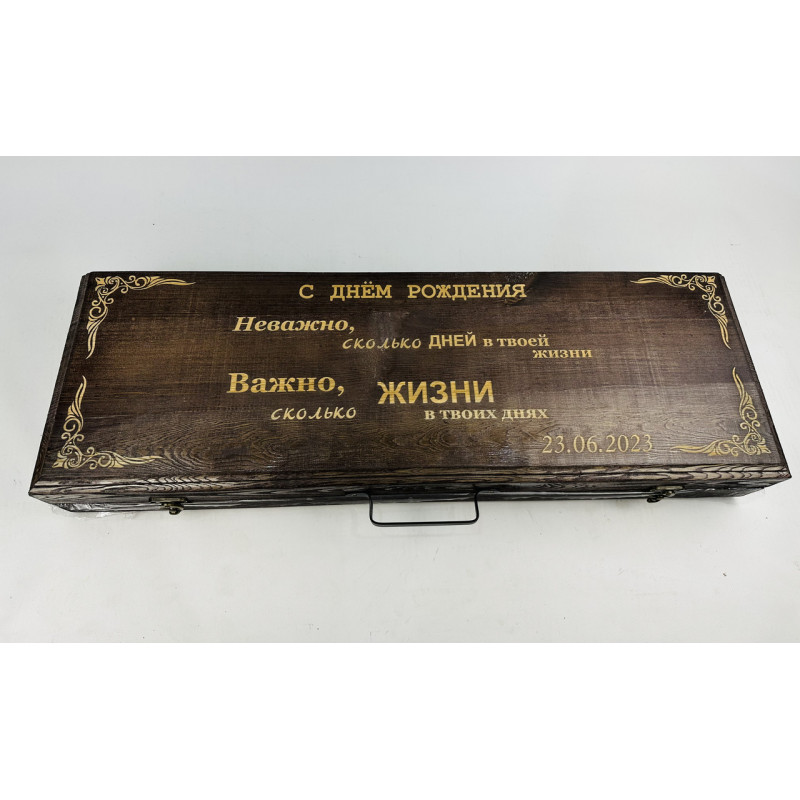 С ДНЁМ РОЖДЕНИЯ
Неважно,
сколько ДНЕЙ в твоей
жизни
Важно, ЖИЗНИ
сколько в твоих днях
23.06.2023